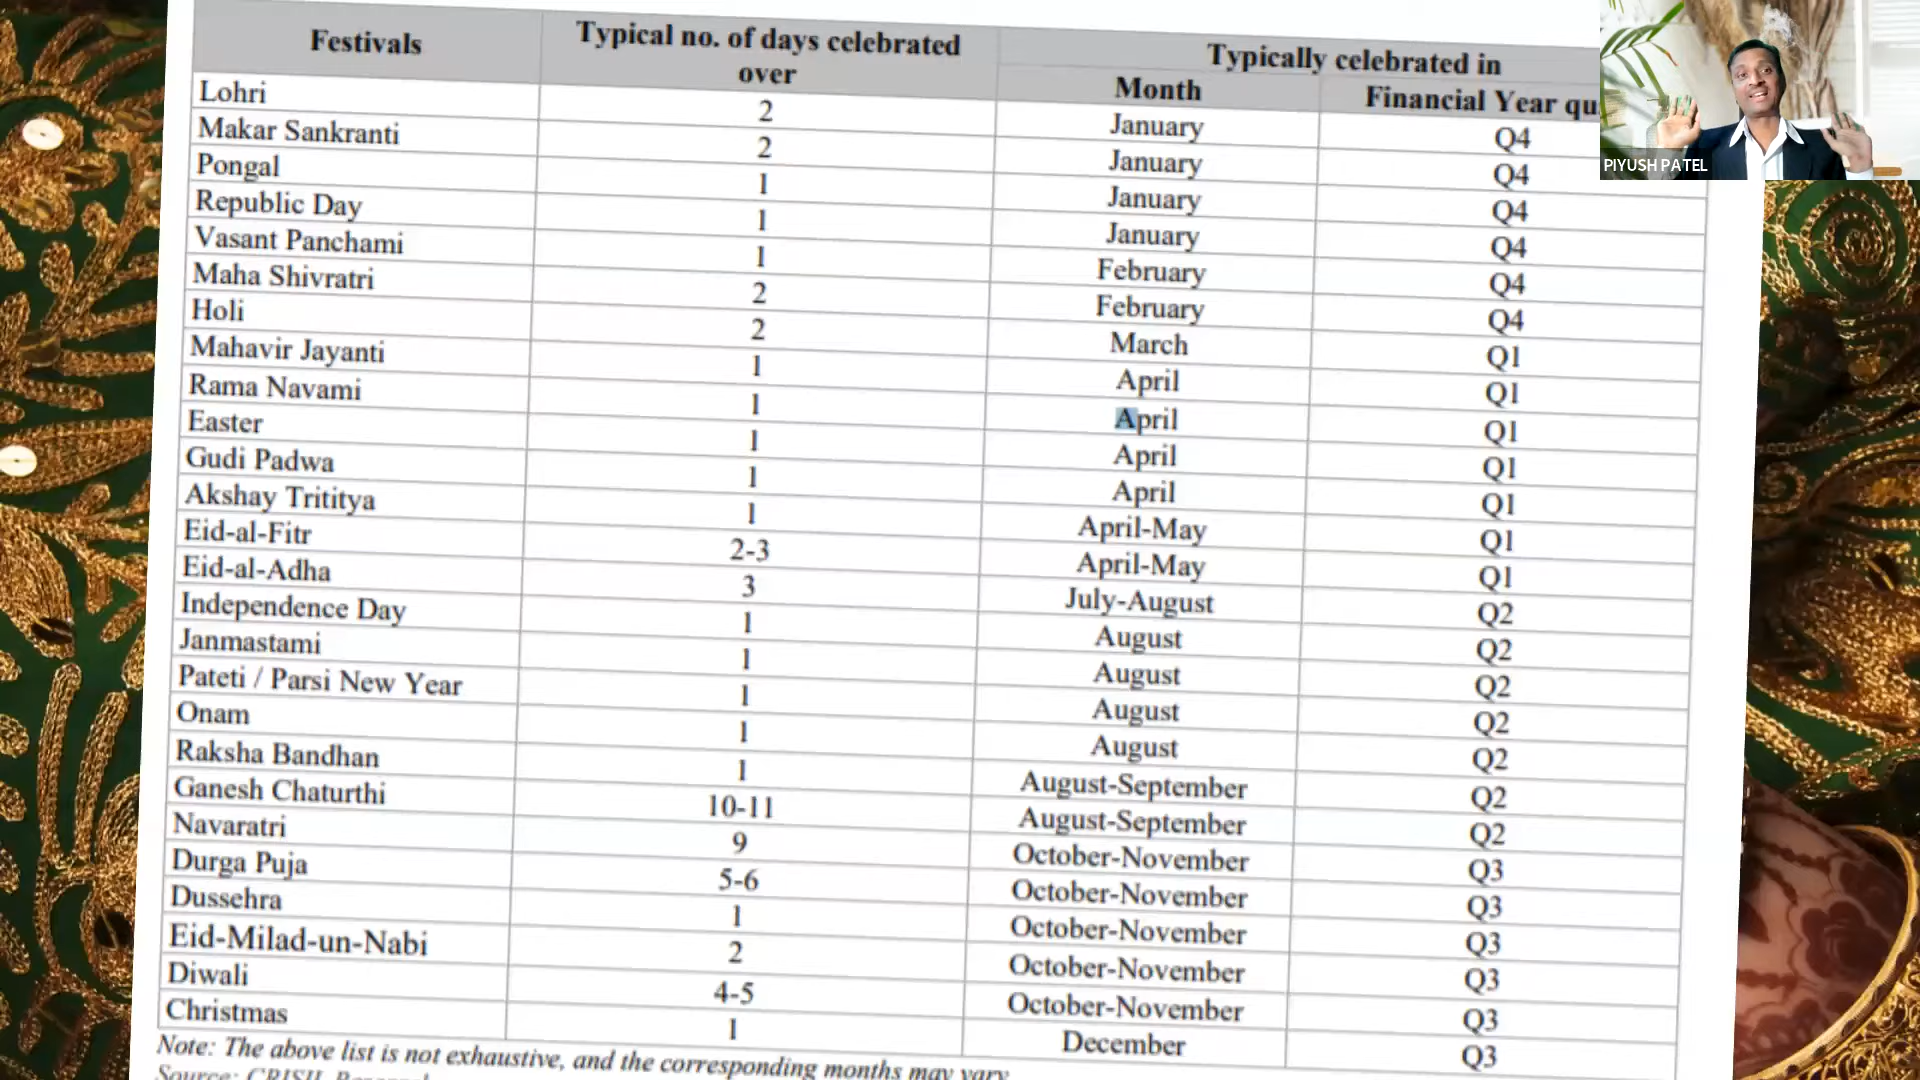 Festivals Typical no. of days celebrated over Typically celebrated in
Month Financial Year qu
Lohri 2 January Q4
Makar Sankranti 2 January Q4
Pongal 1 January Q4
Republic Day 1 January Q4
Vasant Panchami 1 February Q4
Maha Shivratri 2 February Q4
Holi 2 March Q1
Mahavir Jayanti 1 April Q1
Rama Navami 1 April Q1
Easter 1 April Q1
Gudi Padwa 1 April Q1
Akshay Trititya 1 April-May Q1
Eid-al-Fitr 2-3 April-May Q1
Eid-al-Adha 3 July-August Q2
Independence Day 1 August Q2
Janmastami 1 August Q2
Pateti / Parsi New Year 1 August Q2
Onam 1 August Q2
Raksha Bandhan 1 August-September Q2
Ganesh Chaturthi 10-11 August-September Q2
Navaratri 9 October-November Q3
Durga Puja 5-6 October-November Q3
Dussehra 1 October-November Q3
Eid-Milad-un-Nabi 2 October-November Q3
Diwali 4-5 October-November Q3
Christmas 1 December Q3
Note: The above list is not exhaustive, and the corresponding months may vary
Source: CRISIL Research
PIYUSH PATEL